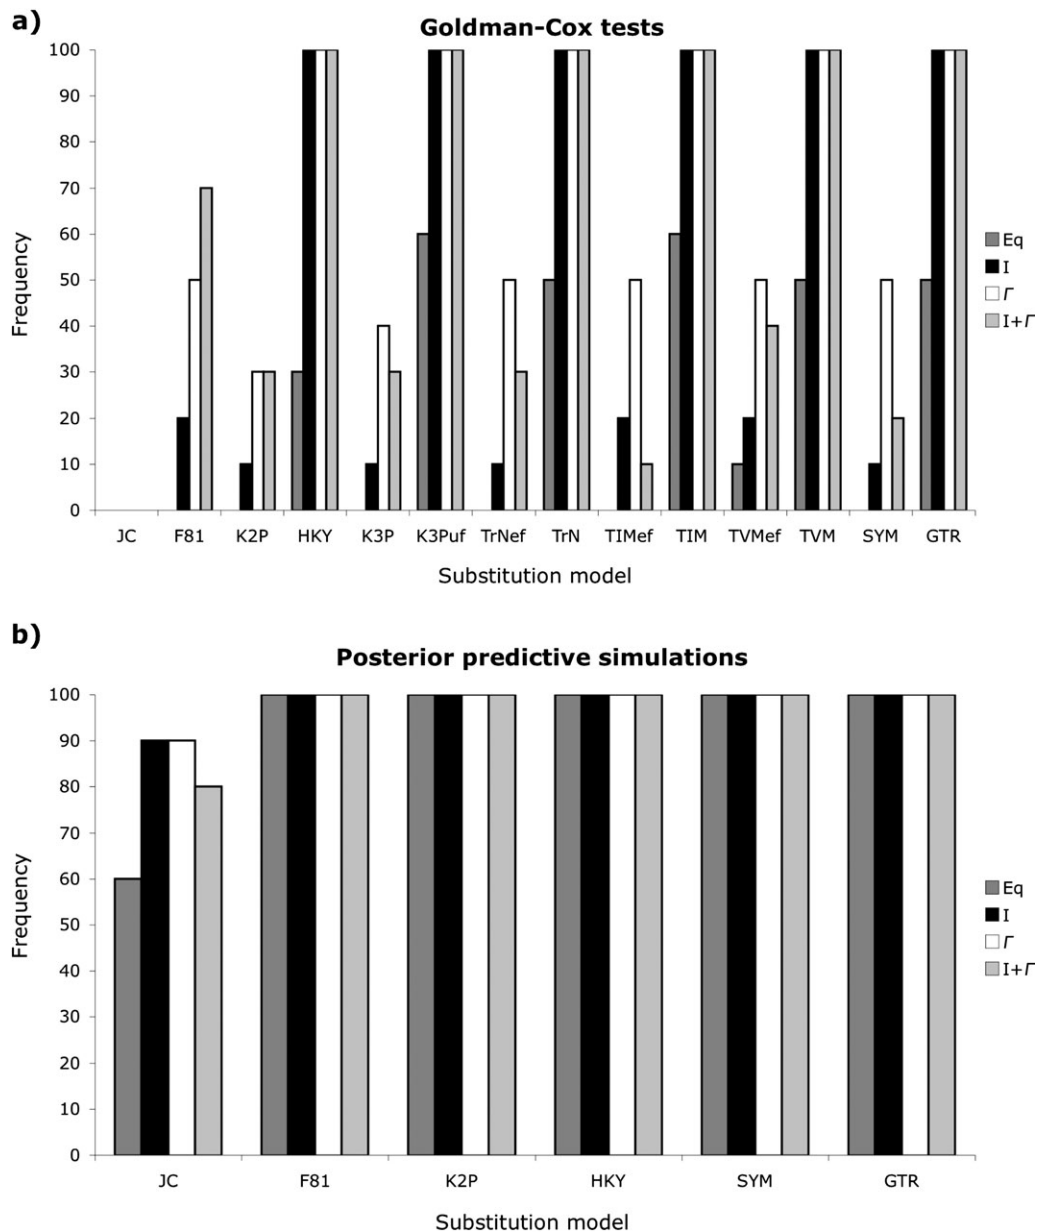 a)
Goldman-Cox tests
100
90
80
70
60
50
40
30
20
10
0
Frequency
JC F81 K2P HKY K3P K3Puf TrNef TrN TIMef TIM TVMef TVM SYM GTR
Substitution model
Eq
I
Γ
I+Γ
b)
Posterior predictive simulations
100
90
80
70
60
50
40
30
20
10
0
Frequency
JC F81 K2P HKY SYM GTR
Substitution model
Eq
I
Γ
I+Γ